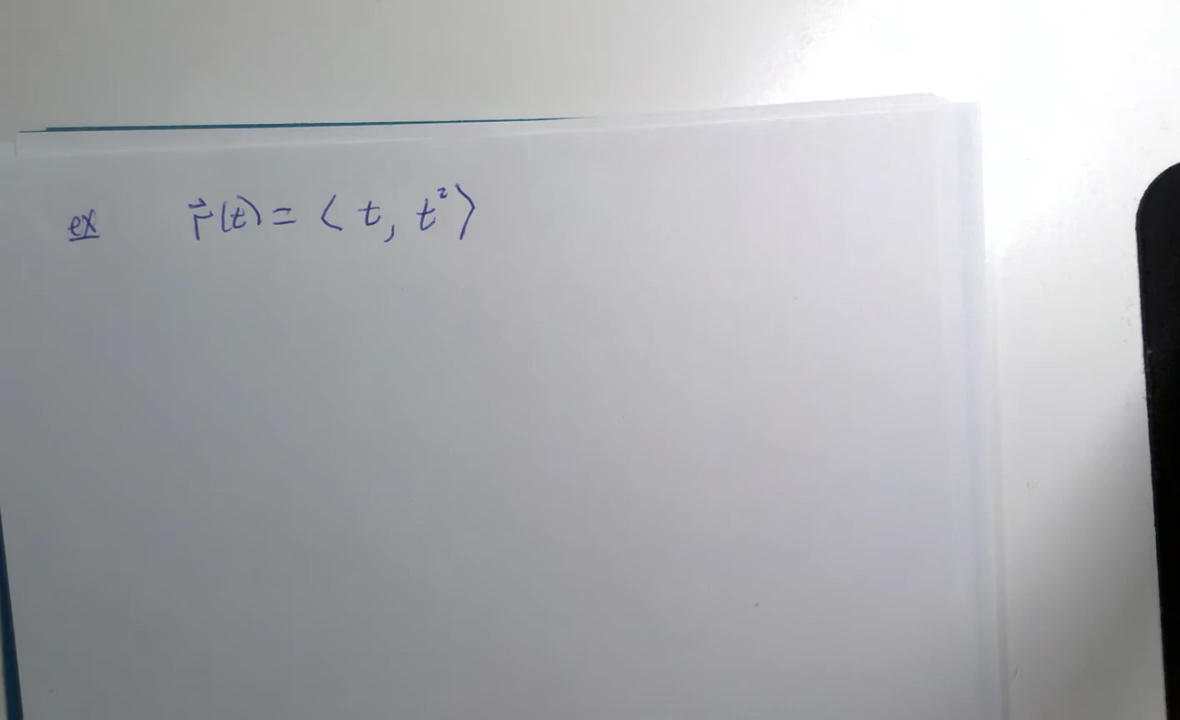 ex r⃗(t) = ⟨ t, t² ⟩